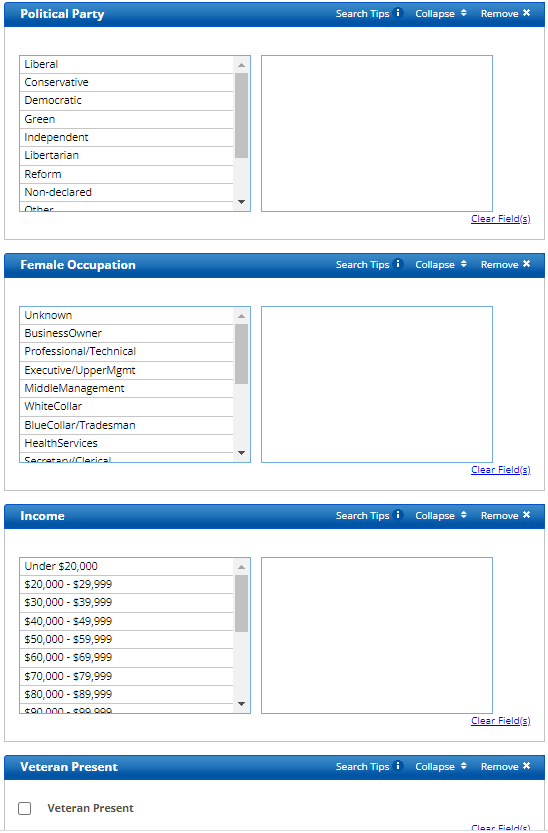 Political Party Search Tips i Collapse Remove
Liberal
Conservative
Democratic
Green
Independent
Libertarian
Reform
Non-declared
Other
Clear Field(s)
Female Occupation Search Tips i Collapse Remove
Unknown
BusinessOwner
Professional/Technical
Executive/UpperMgmt
MiddleManagement
WhiteCollar
BlueCollar/Tradesman
HealthServices
Secretary/Clerical
Clear Field(s)
Income Search Tips i Collapse Remove
Under $20,000
$20,000 - $29,999
$30,000 - $39,999
$40,000 - $49,999
$50,000 - $59,999
$60,000 - $69,999
$70,000 - $79,999
$80,000 - $89,999
$90,000 - $99,999
Clear Field(s)
Veteran Present Search Tips i Collapse Remove
Veteran Present
Clear Field(s)